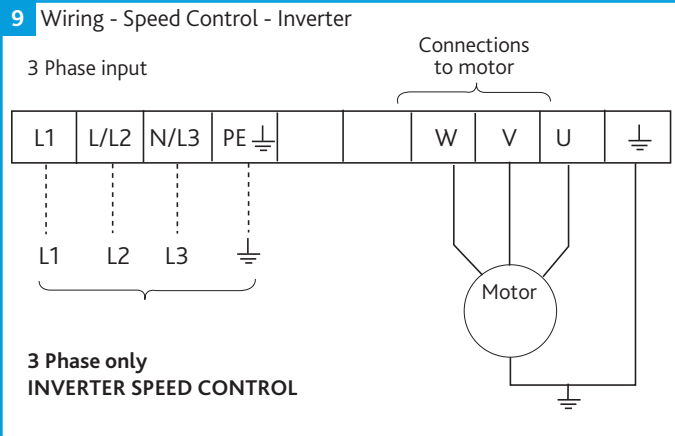 9 Wiring - Speed Control - Inverter
Connections
to motor
3 Phase input
L1 L/L2 N/L3 PE W V U
L1 L2 L3
Motor
3 Phase only
INVERTER SPEED CONTROL